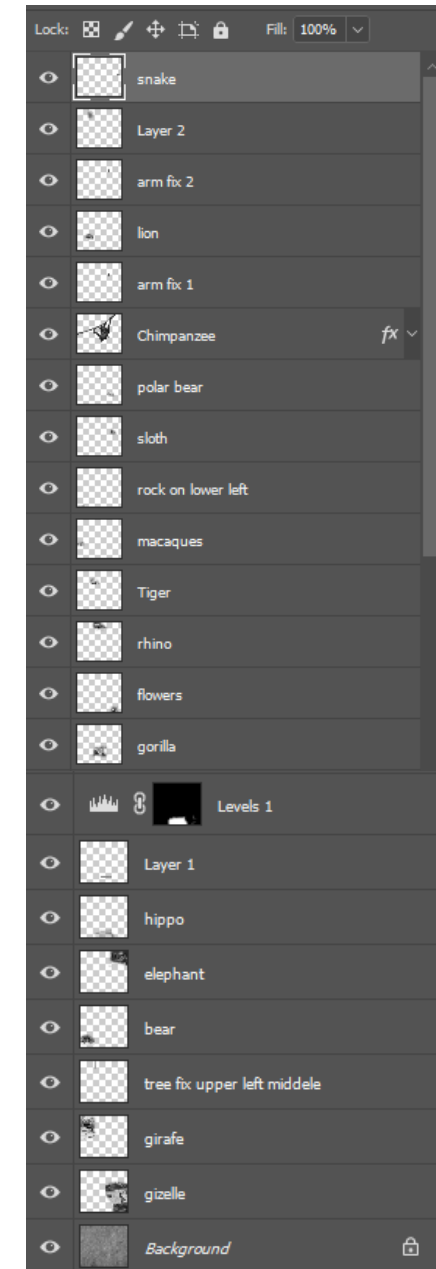 Lock: Fill: 100%
snake
Layer 2
arm fix 2
lion
arm fix 1
Chimpanzee fx
polar bear
sloth
rock on lower left
macaques
Tiger
rhino
flowers
gorilla
Levels 1
Layer 1
hippo
elephant
bear
tree fix upper left middele
girafe
gizelle
Background